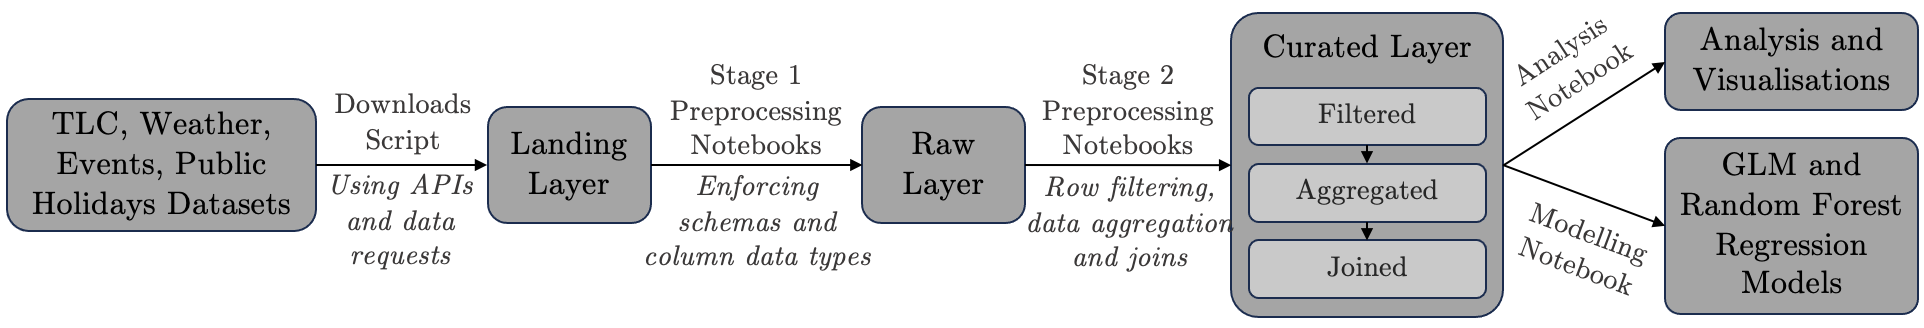 TLC, Weather,
Events, Public
Holidays Datasets
Downloads
Script
Using APIs
and data
requests
Landing
Layer
Stage 1
Preprocessing
Notebooks
Enforcing
schemas and
column data types
Raw
Layer
Stage 2
Preprocessing
Notebooks
Row filtering,
data aggregation
and joins
Curated Layer
Filtered
Aggregated
Joined
Analysis
Notebook
Analysis and
Visualisations
Modelling
Notebook
GLM and
Random Forest
Regression
Models